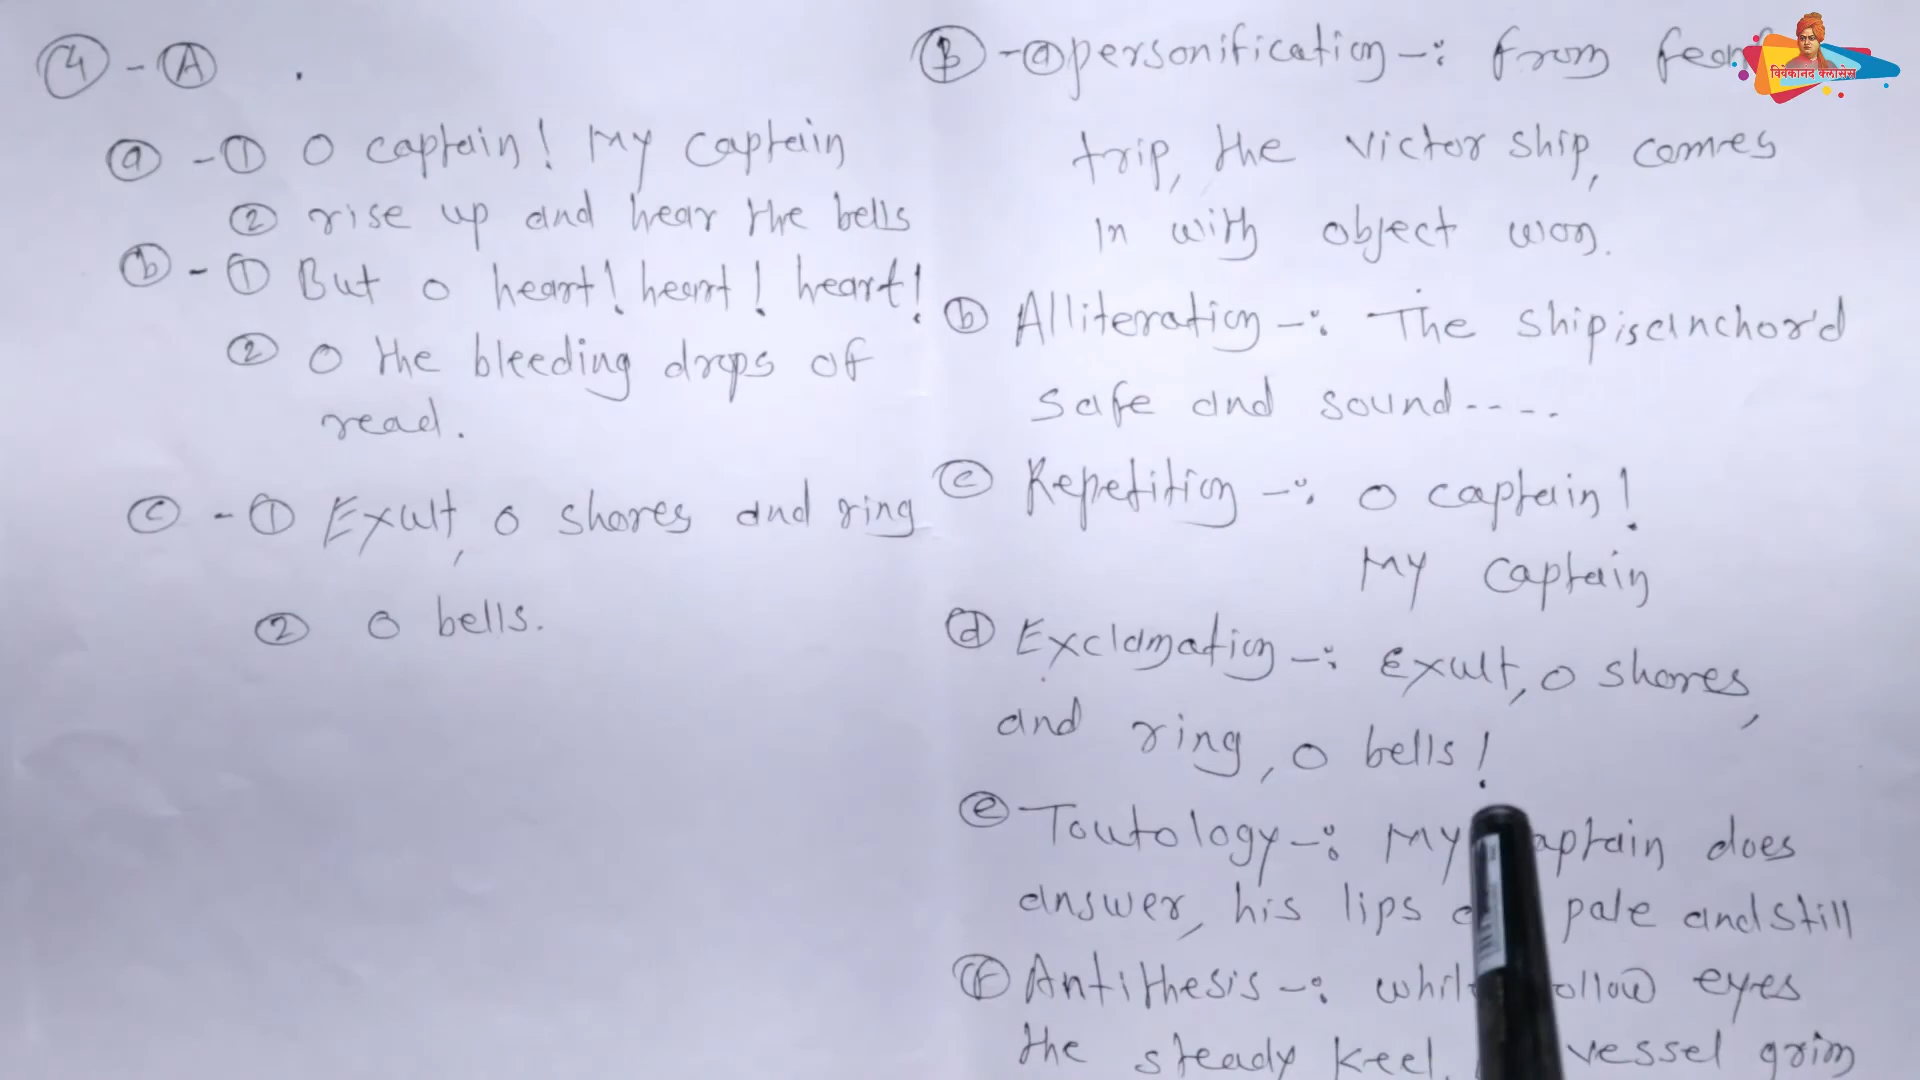 4 - A
a - 1 O captain! My captain
2 rise up and hear the bells
b - 1 But o heart! heart! heart!
2 O the bleeding drops of
read.
c - 1 Exult, o shores and ring
2 o bells.
B - a personification -: From
trip, the victor ship, comes
In with object won.
b Alliteration -: The ship is anchor'd
safe and sound----.
c Repetition -: o captain!
My captain
d Exclamation -: Exult, o shores,
and ring, o bells!
e Toutology -: My captain does
answer, his lips pale and still
F Antithesis -: eyes
the steady keel, vessel grim
विवेकानंद क्लासेस